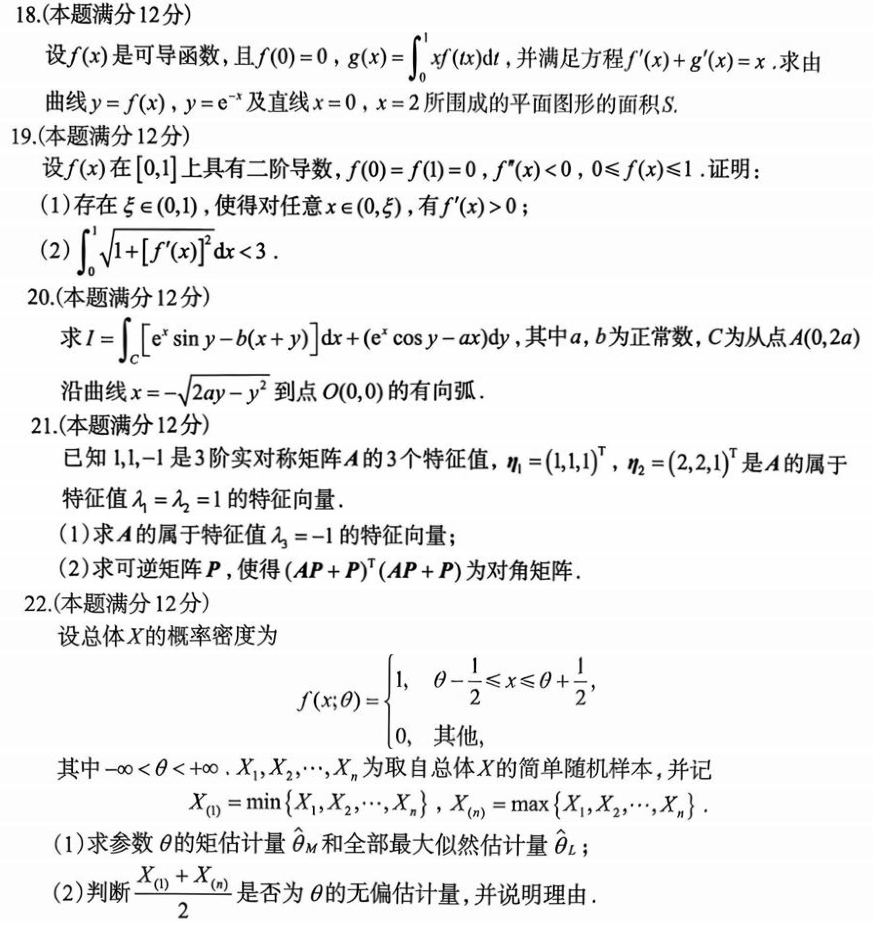 18.(本题满分12分)
设f(x)是可导函数,且f(0)=0, g(x)=∫₀¹xf(tx)dt,并满足方程f′(x)+g′(x)=x.求由
曲线y=f(x), y=e⁻ˣ及直线x=0, x=2所围成的平面图形的面积S.
19.(本题满分12分)
设f(x)在[0,1]上具有二阶导数,f(0)=f(1)=0, f″(x)<0, 0⩽f(x)⩽1.证明:
(1)存在ξ∈(0,1),使得对任意x∈(0,ξ),有f′(x)>0;
(2)∫₀¹√(1+[f′(x)]²)dx<3.
20.(本题满分12分)
求I=∫_C[eˣsin y−b(x+y)]dx+(eˣcos y−ax)dy,其中a, b为正常数, C为从点A(0,2a)
沿曲线x=−√(2ay−y²)到点O(0,0)的有向弧.
21.(本题满分12分)
已知1,1,−1是3阶实对称矩阵A的3个特征值, η₁=(1,1,1)ᵀ, η₂=(2,2,1)ᵀ是A的属于
特征值λ₁=λ₂=1的特征向量.
(1)求A的属于特征值λ₃=−1的特征向量;
(2)求可逆矩阵P,使得(AP+P)ᵀ(AP+P)为对角矩阵.
22.(本题满分12分)
设总体X的概率密度为
f(x;θ)={1, θ−1/2⩽x⩽θ+1/2,
0, 其他,
其中−∞<θ<+∞. X₁,X₂,⋯,Xₙ为取自总体X的简单随机样本,并记
X₍₁₎=min{X₁,X₂,⋯,Xₙ}, X₍ₙ₎=max{X₁,X₂,⋯,Xₙ}.
(1)求参数θ的矩估计量θ̂_M和全部最大似然估计量θ̂_L;
(2)判断(X₍₁₎+X₍ₙ₎)/2是否为θ的无偏估计量,并说明理由.